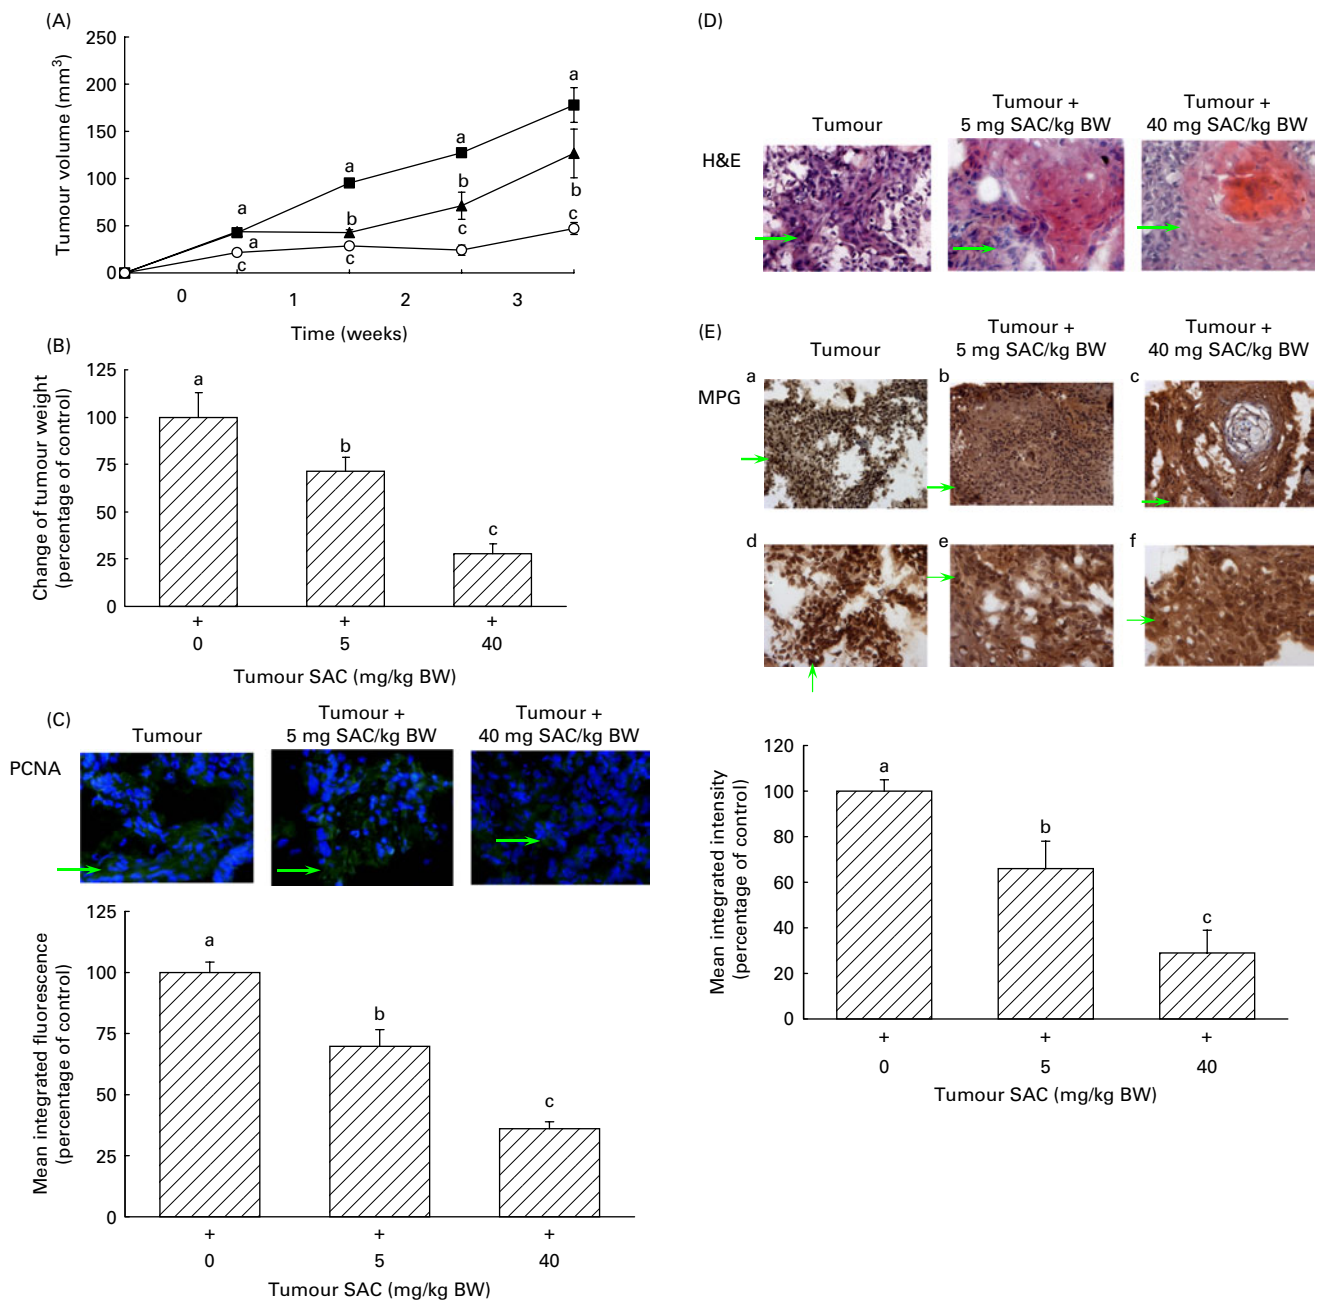 (A)
250
200
150
100
50
0
Tumour volume (mm³)
a
a
a
a
a
b
b
b
c
c
c
c
0
1
2
3
Time (weeks)
(B)
125
100
75
50
25
0
Change of tumour weight
(percentage of control)
a
b
c
+
+
+
0
5
40
Tumour SAC (mg/kg BW)
(C)
Tumour
Tumour +
5 mg SAC/kg BW
Tumour +
40 mg SAC/kg BW
PCNA
125
100
75
50
25
0
Mean integrated fluorescence
(percentage of control)
a
b
c
+
+
+
0
5
40
Tumour SAC (mg/kg BW)
(D)
Tumour
Tumour +
5 mg SAC/kg BW
Tumour +
40 mg SAC/kg BW
H&E
(E)
Tumour
Tumour +
5 mg SAC/kg BW
Tumour +
40 mg SAC/kg BW
MPG
a
b
c
d
e
f
120
100
80
60
40
20
0
Mean integrated intensity
(percentage of control)
a
b
c
+
+
+
0
5
40
Tumour SAC (mg/kg BW)